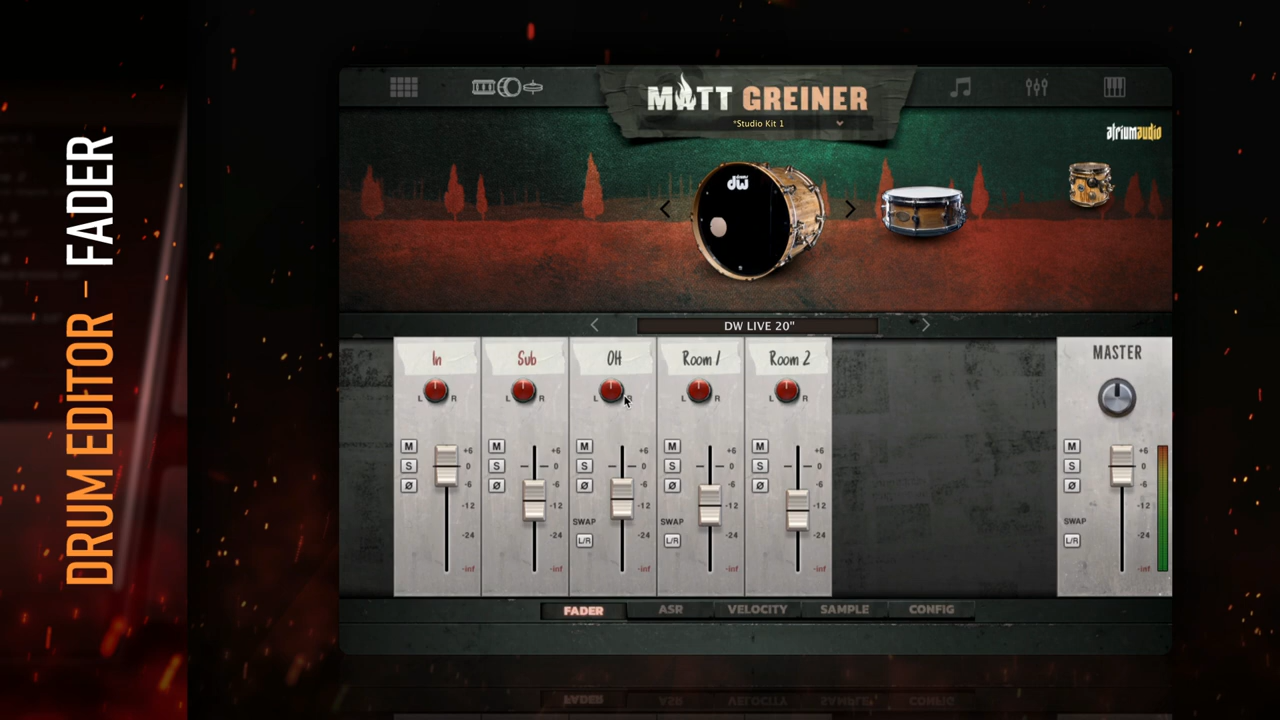 DRUM EDITOR - FADER
MATT GREINER
*Studio Kit 1
atriumaudio
dw
DW LIVE 20"
In
Sub
OH
Room 1
Room 2
MASTER
L R
L R
L R
L R
L R
M
S
Ø
+6
0
-6
-12
-24
-inf
M
S
Ø
+6
0
-6
-12
-24
-inf
M
S
Ø
SWAP
L/R
+6
0
-6
-12
-24
-inf
M
S
Ø
SWAP
L/R
+6
0
-6
-12
-24
-inf
M
S
Ø
+6
0
-6
-12
-24
-inf
M
S
Ø
SWAP
L/R
+6
0
-6
-12
-24
-inf
FADER ASR VELOCITY SAMPLE CONFIG